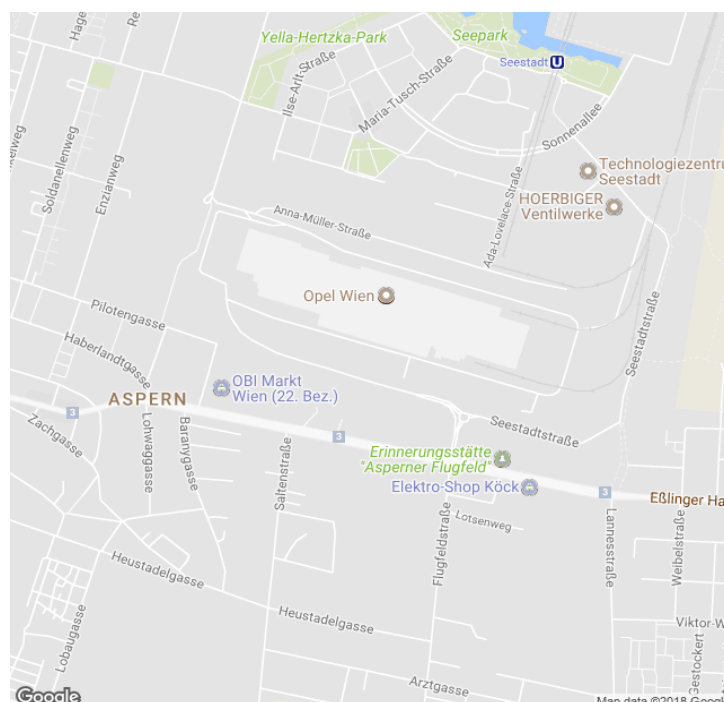 Yella-Hertzka-Park
Seepark
Seestadt U
Ilse-Arlt-Straße
Maria-Tusch-Straße
Sonnenallee
Soldanellenweg
Enzianweg
Technologiezentru
Seestadt
HOERBIGER
Ventilwerke
Anna-Müller-Straße
Ada-Lovelace-Straße
Opel Wien
Pilotengasse
Haberlandtgasse
Seestadtstraße
OBI Markt
Wien (22. Bez.)
ASPERN
3
3
3
Zachgasse
Lohwaggasse
Baranygasse
Saltenstraße
Seestadtstraße
Erinnerungsstätte
"Asperner Flugfeld"
Elektro-Shop Köck
Eßlinger Ha
Lotsenweg
Flugfeldstraße
Lannesstraße
Weibelstraße
Heustadelgasse
Heustadelgasse
Viktor-W
Lobaugasse
Gestockert
Arztgasse
Google
Map data ©2018 Google